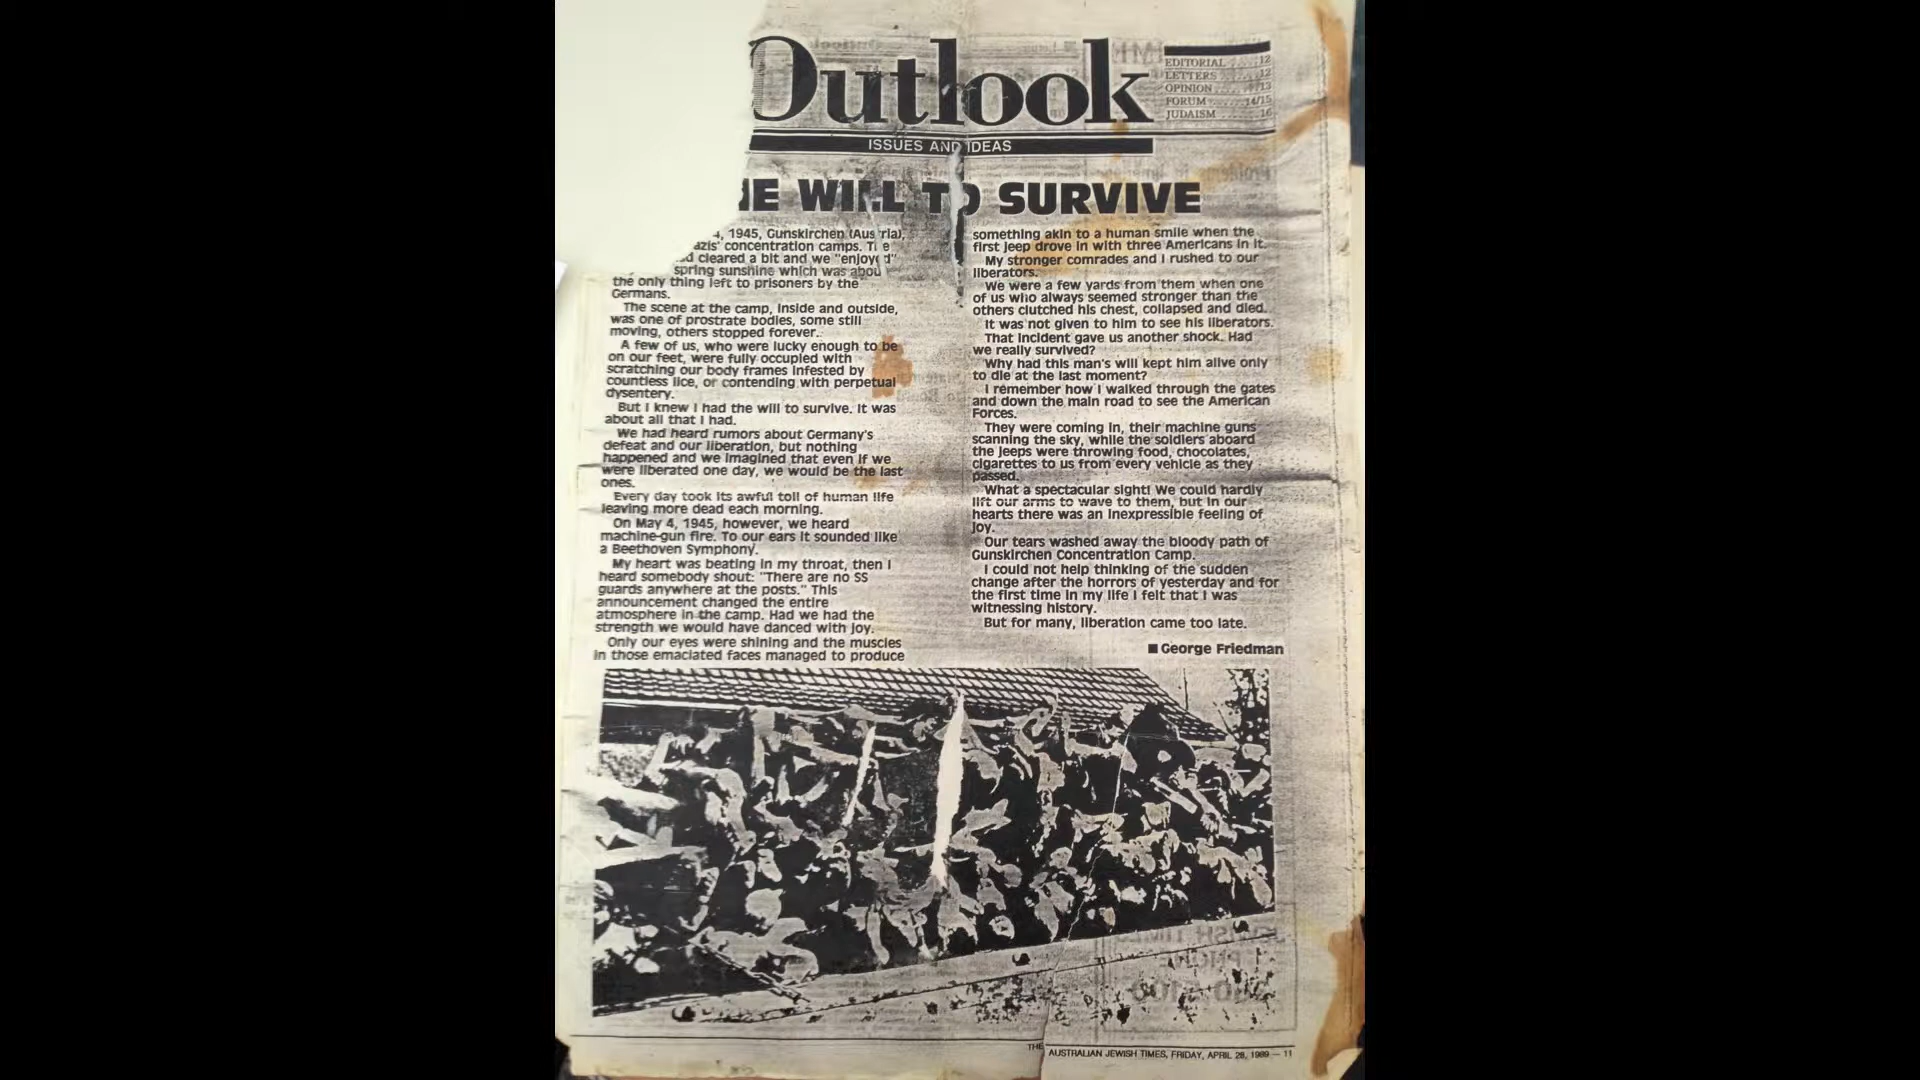 Outlook
EDITORIAL ..... 12
LETTERS ..... 12
OPINION ..... /13
FORUM ..... 14/15
JUDAISM ..... 16
ISSUES AND IDEAS
WILL TO SURVIVE
4, 1945, Gunskirchen (Austria),
concentration camps. The
cleared a bit and we "enjoyed"
spring sunshine which was about
the only thing left to prisoners by the
Germans.
The scene at the camp, inside and outside,
was one of prostrate bodies, some still
moving, others stopped forever.
A few of us, who were lucky enough to be
on our feet, were fully occupied with
scratching our body frames infested by
countless lice, or contending with perpetual
dysentery.
But I knew I had the will to survive. It was
about all that I had.
We had heard rumors about Germany's
defeat and our liberation, but nothing
happened and we imagined that even if we
were liberated one day, we would be the last
ones.
Every day took its awful toll of human life
leaving more dead each morning.
On May 4, 1945, however, we heard
machine-gun fire. To our ears it sounded like
a Beethoven Symphony.
My heart was beating in my throat, then I
heard somebody shout: "There are no SS
guards anywhere at the posts." This
announcement changed the entire
atmosphere in the camp. Had we had the
strength we would have danced with joy.
Only our eyes were shining and the muscles
in those emaciated faces managed to produce
something akin to a human smile when the
first jeep drove in with three Americans in it.
My stronger comrades and I rushed to our
liberators.
We were a few yards from them when one
of us who always seemed stronger than the
others clutched his chest, collapsed and died.
It was not given to him to see his liberators.
That incident gave us another shock. Had
we really survived?
Why had this man's will kept him alive only
to die at the last moment?
I remember how I walked through the gates
and down the main road to see the American
Forces.
They were coming in, their machine guns
scanning the sky, while the soldiers aboard
the jeeps were throwing food, chocolates,
cigarettes to us from every vehicle as they
passed.
What a spectacular sight! We could hardly
lift our arms to wave to them, but in our
hearts there was an inexpressible feeling of
joy.
Our tears washed away the bloody path of
Gunskirchen Concentration Camp.
I could not help thinking of the sudden
change after the horrors of yesterday and for
the first time in my life I felt that I was
witnessing history.
But for many, liberation came too late.
■ George Friedman
THE AUSTRALIAN JEWISH TIMES, FRIDAY, APRIL 28, 1989 — 11